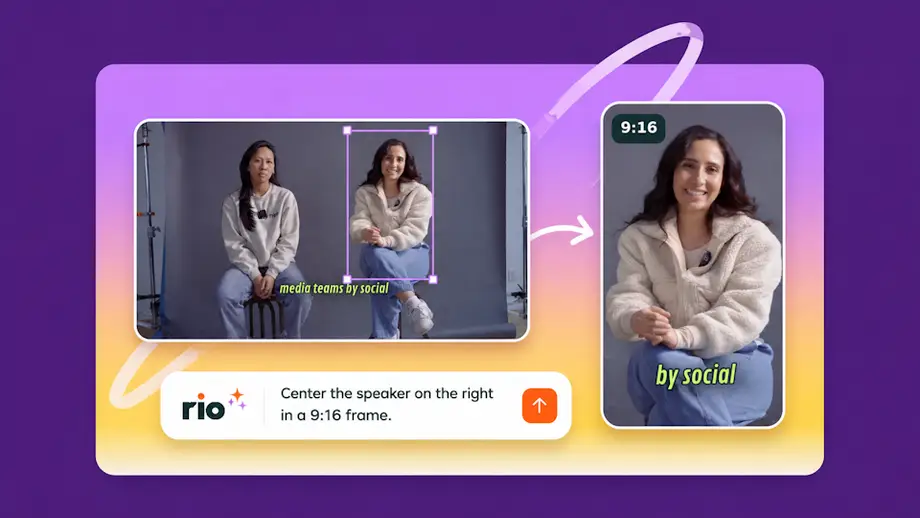 media teams by social
9:16
by social
rio
Center the speaker on the right
in a 9:16 frame.